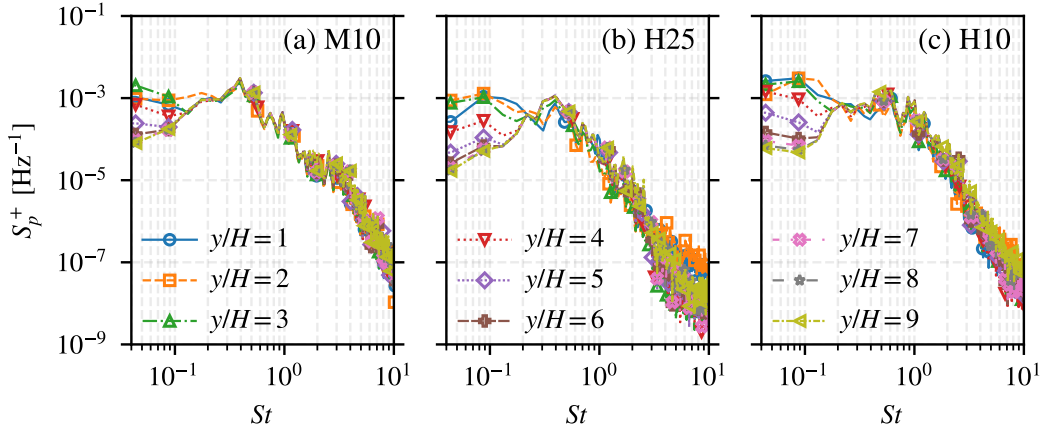 (a) M10
(b) H25
(c) H10
S_p^+ [Hz^{-1}]
10^{-1}
10^{-3}
10^{-5}
10^{-7}
10^{-9}
y/H = 1
y/H = 2
y/H = 3
y/H = 4
y/H = 5
y/H = 6
y/H = 7
y/H = 8
y/H = 9
10^{-1} 10^0 10^1
10^{-1} 10^0 10^1
10^{-1} 10^0 10^1
St
St
St